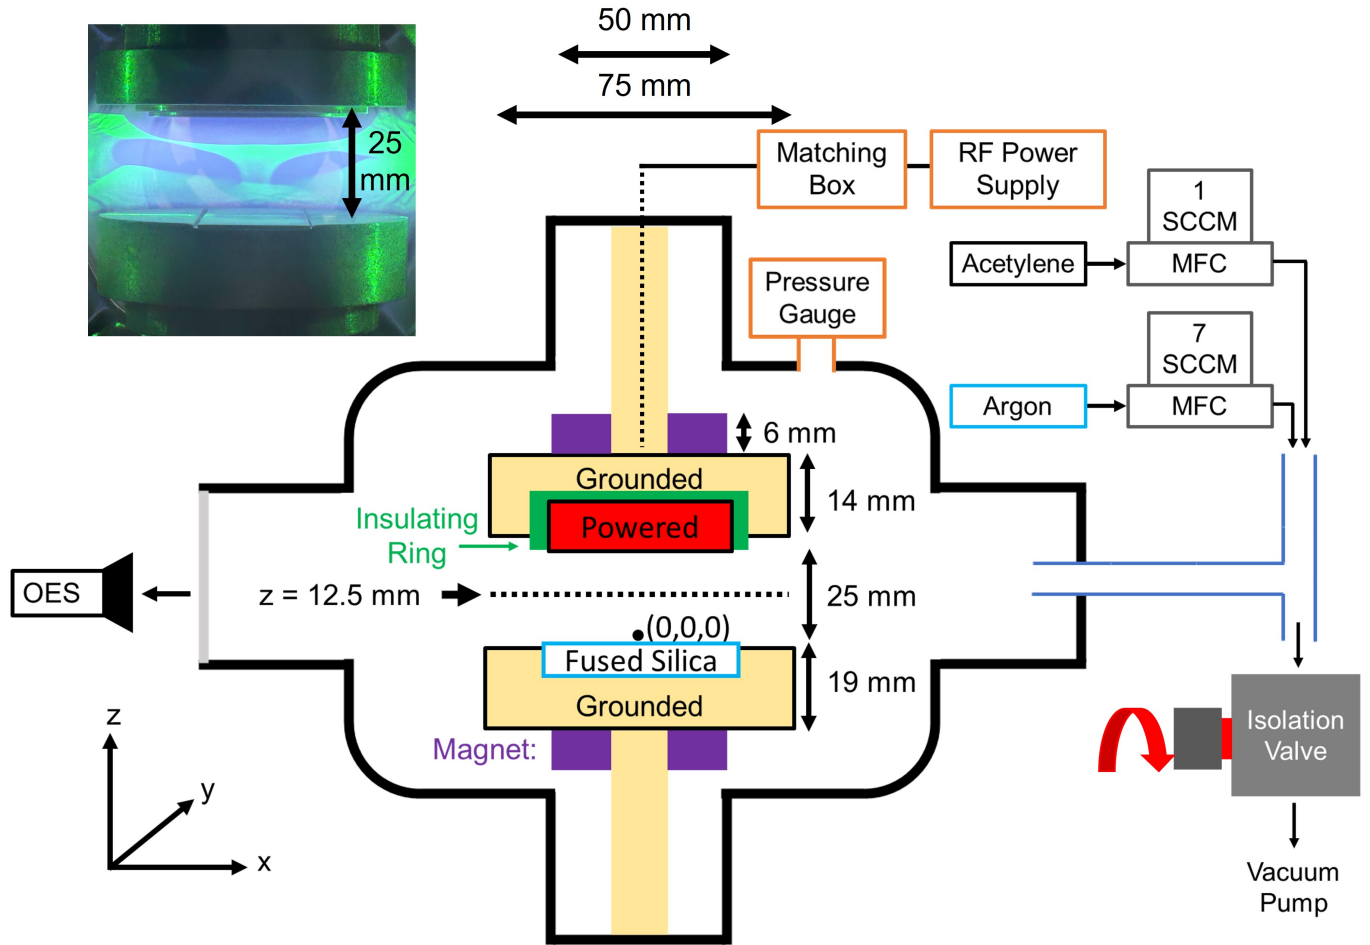 50 mm
75 mm
25
mm
Matching
Box
RF Power
Supply
1
SCCM
Acetylene
MFC
Pressure
Gauge
7
SCCM
Argon
MFC
6 mm
Grounded
14 mm
Insulating
Ring
Powered
OES
z = 12.5 mm
25 mm
(0,0,0)
Fused Silica
19 mm
Grounded
Magnet:
Isolation
Valve
z
y
x
Vacuum
Pump